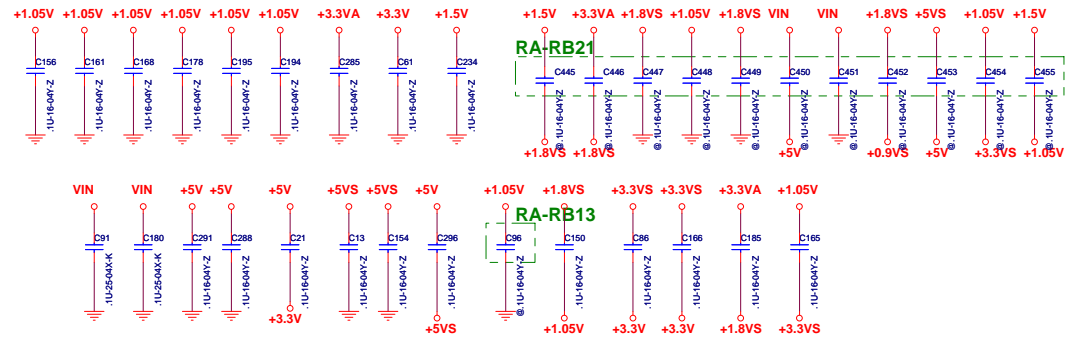 +1.05V +1.05V +1.05V +1.05V +1.05V +1.05V +3.3VA +3.3V +1.5V +1.5V +3.3VA +1.8VS +1.05V +1.8VS VIN VIN +1.8VS +5VS +1.05V +1.5V
RA-RB21
C156 C161 C168 C178 C195 C194 C285 C61 C234 C445 C446 C447 C448 C449 C450 C451 C452 C453 C454 C455
.1U-16-04Y-Z .1U-16-04Y-Z .1U-16-04Y-Z .1U-16-04Y-Z .1U-16-04Y-Z .1U-16-04Y-Z .1U-16-04Y-Z .1U-16-04Y-Z .1U-16-04Y-Z @.1U-16-04Y-Z @.1U-16-04Y-Z @.1U-16-04Y-Z @.1U-16-04Y-Z @.1U-16-04Y-Z @.1U-16-04Y-Z @.1U-16-04Y-Z @.1U-16-04Y-Z @.1U-16-04Y-Z @.1U-16-04Y-Z @.1U-16-04Y-Z
+1.8VS +1.8VS +5V +0.9VS +5V +3.3VS +1.05V
VIN VIN +5V +5V +5V +5VS +5VS +5V +1.05V +1.8VS +3.3VS +3.3VS +3.3VA +1.05V
RA-RB13
C91 C180 C291 C288 C21 C13 C154 C296 C96 C150 C86 C166 C185 C165
.1U-25-04X-K .1U-25-04X-K .1U-16-04Y-Z .1U-16-04Y-Z .1U-16-04Y-Z .1U-16-04Y-Z .1U-16-04Y-Z .1U-16-04Y-Z @.1U-16-04Y-Z .1U-16-04Y-Z .1U-16-04Y-Z .1U-16-04Y-Z .1U-16-04Y-Z .1U-16-04Y-Z
+3.3V +5VS +1.05V +3.3V +3.3V +1.8VS +3.3VS